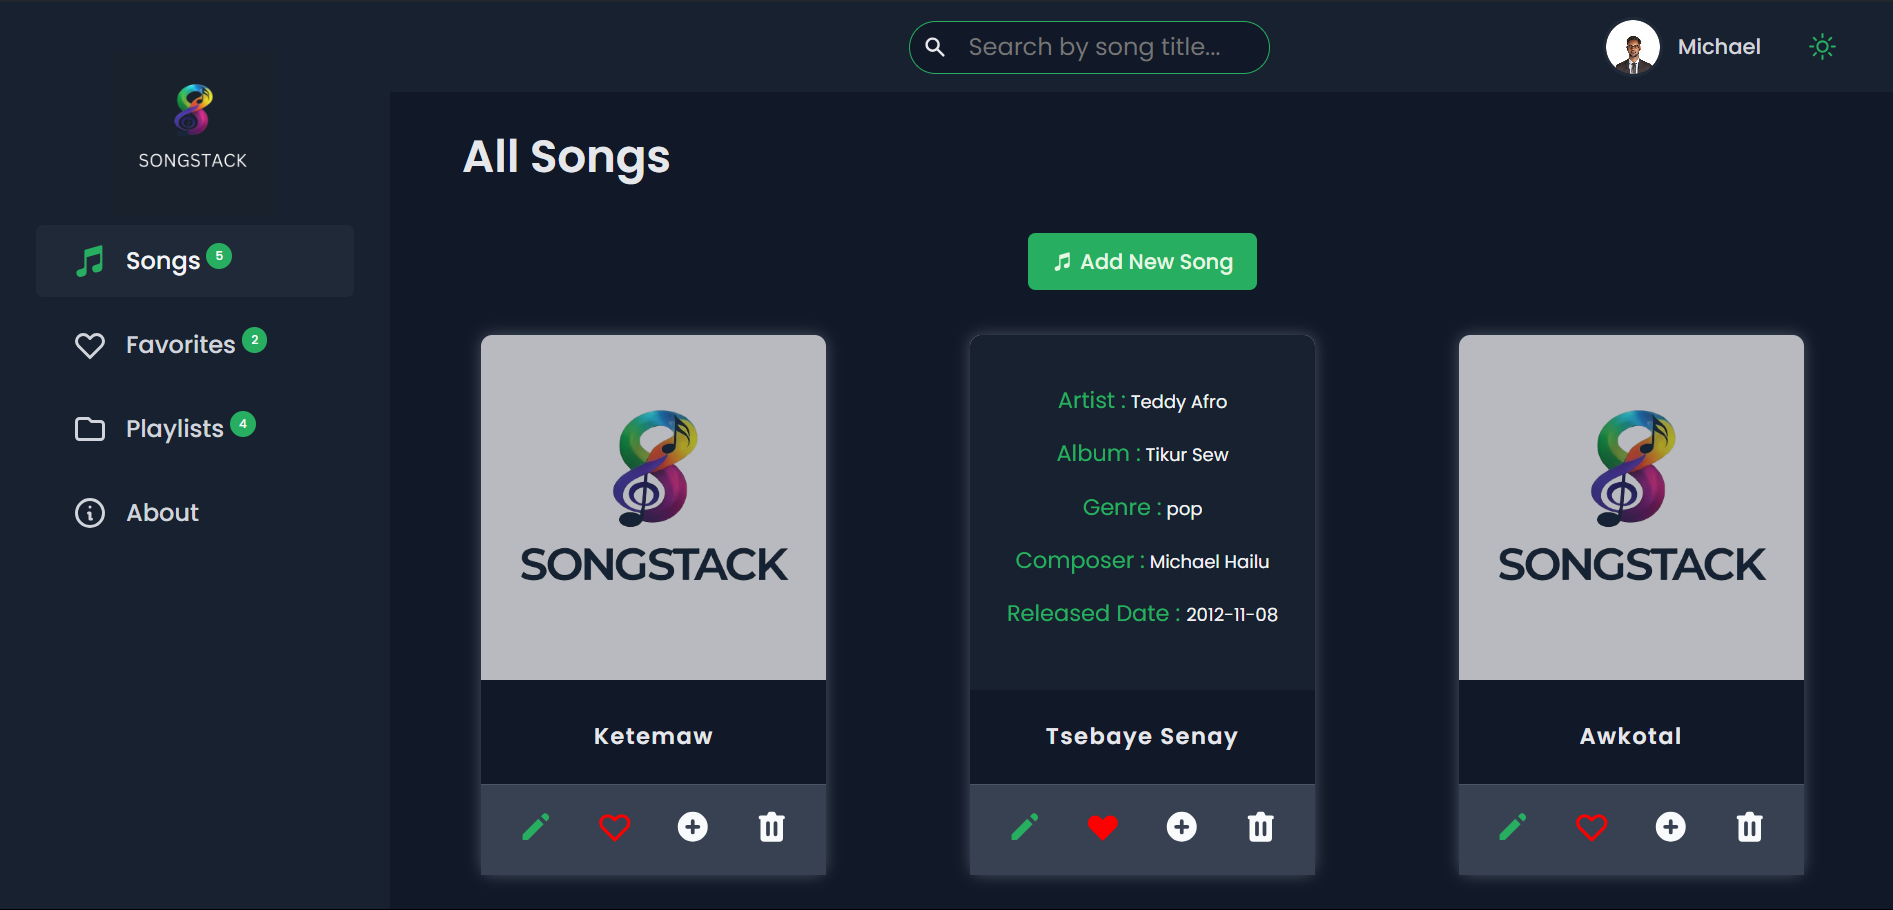 Search by song title...
Michael
SONGSTACK
Songs 5
Favorites 2
Playlists 4
About
All Songs
Add New Song
SONGSTACK
Ketemaw
Artist : Teddy Afro
Album : Tikur Sew
Genre : pop
Composer : Michael Hailu
Released Date : 2012-11-08
Tsebaye Senay
SONGSTACK
Awkotal